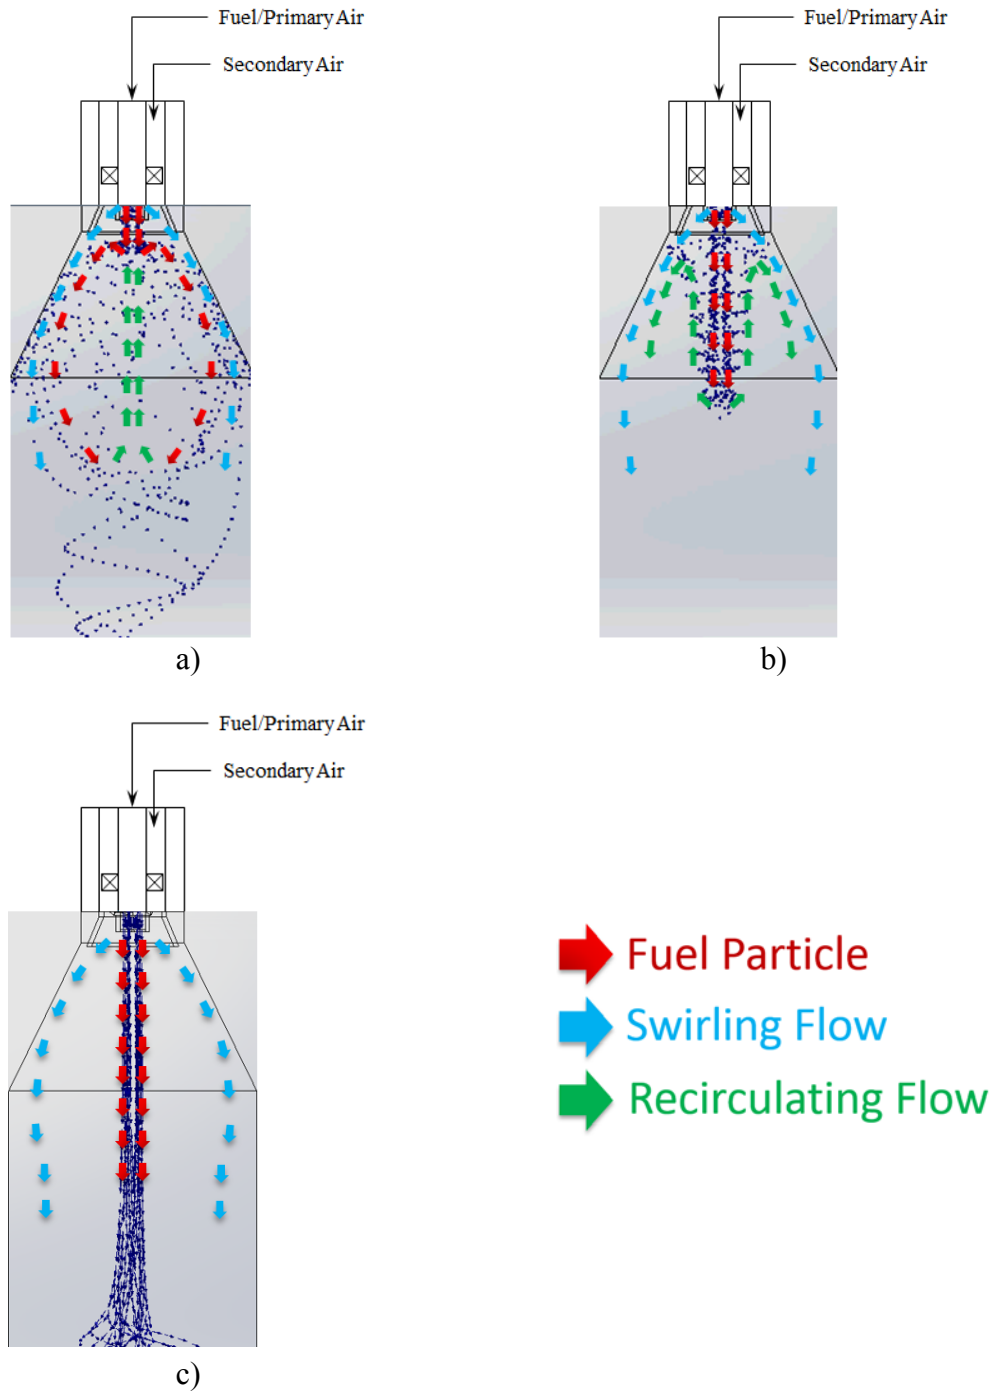 Fuel/Primary Air
Secondary Air
a)
Fuel/Primary Air
Secondary Air
b)
Fuel/Primary Air
Secondary Air
c)
Fuel Particle
Swirling Flow
Recirculating Flow